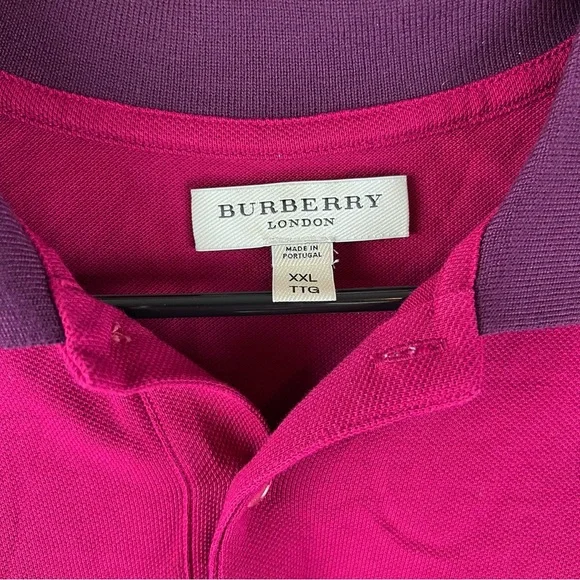 BURBERRY
LONDON
MADE IN
PORTUGAL
XXL
TTG